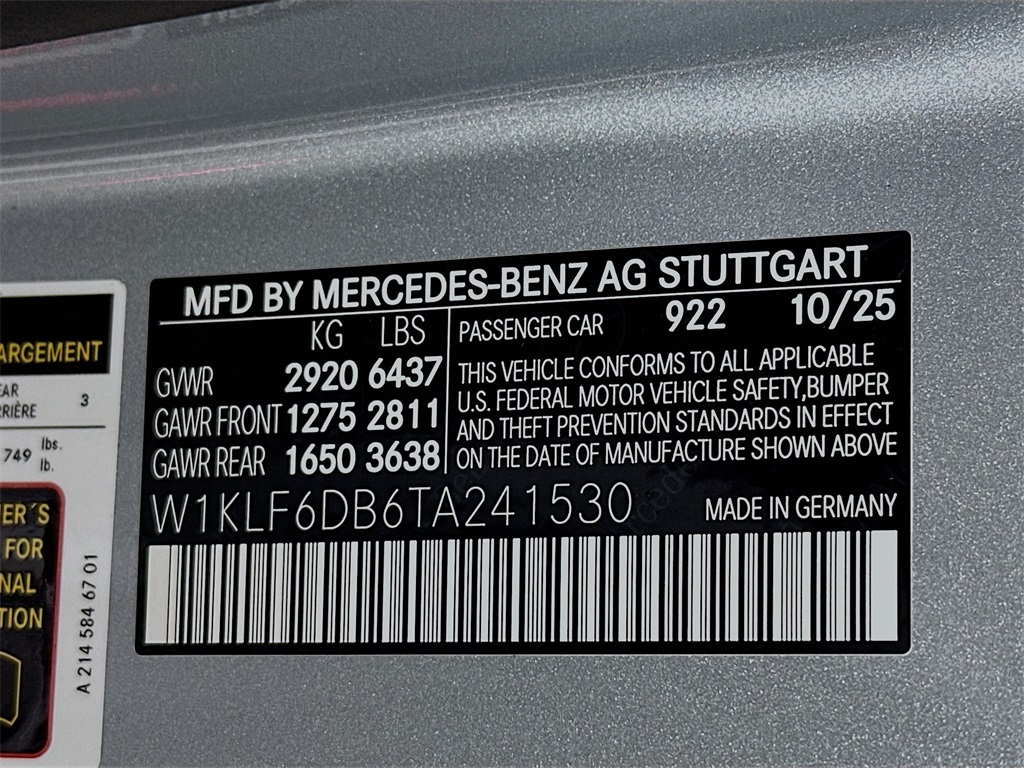 MFD BY MERCEDES-BENZ AG STUTTGART
KG LBS
GVWR 2920 6437
GAWR FRONT 1275 2811
GAWR REAR 1650 3638
PASSENGER CAR 922 10/25
THIS VEHICLE CONFORMS TO ALL APPLICABLE
U.S. FEDERAL MOTOR VEHICLE SAFETY,BUMPER
AND THEFT PREVENTION STANDARDS IN EFFECT
ON THE DATE OF MANUFACTURE SHOWN ABOVE
W1KLF6DB6TA241530 MADE IN GERMANY
ARGEMENT
EAR
RRIÈRE 3
749 lbs.
lb.
ER´S
FOR
NAL
TION
A 214 584 67 01